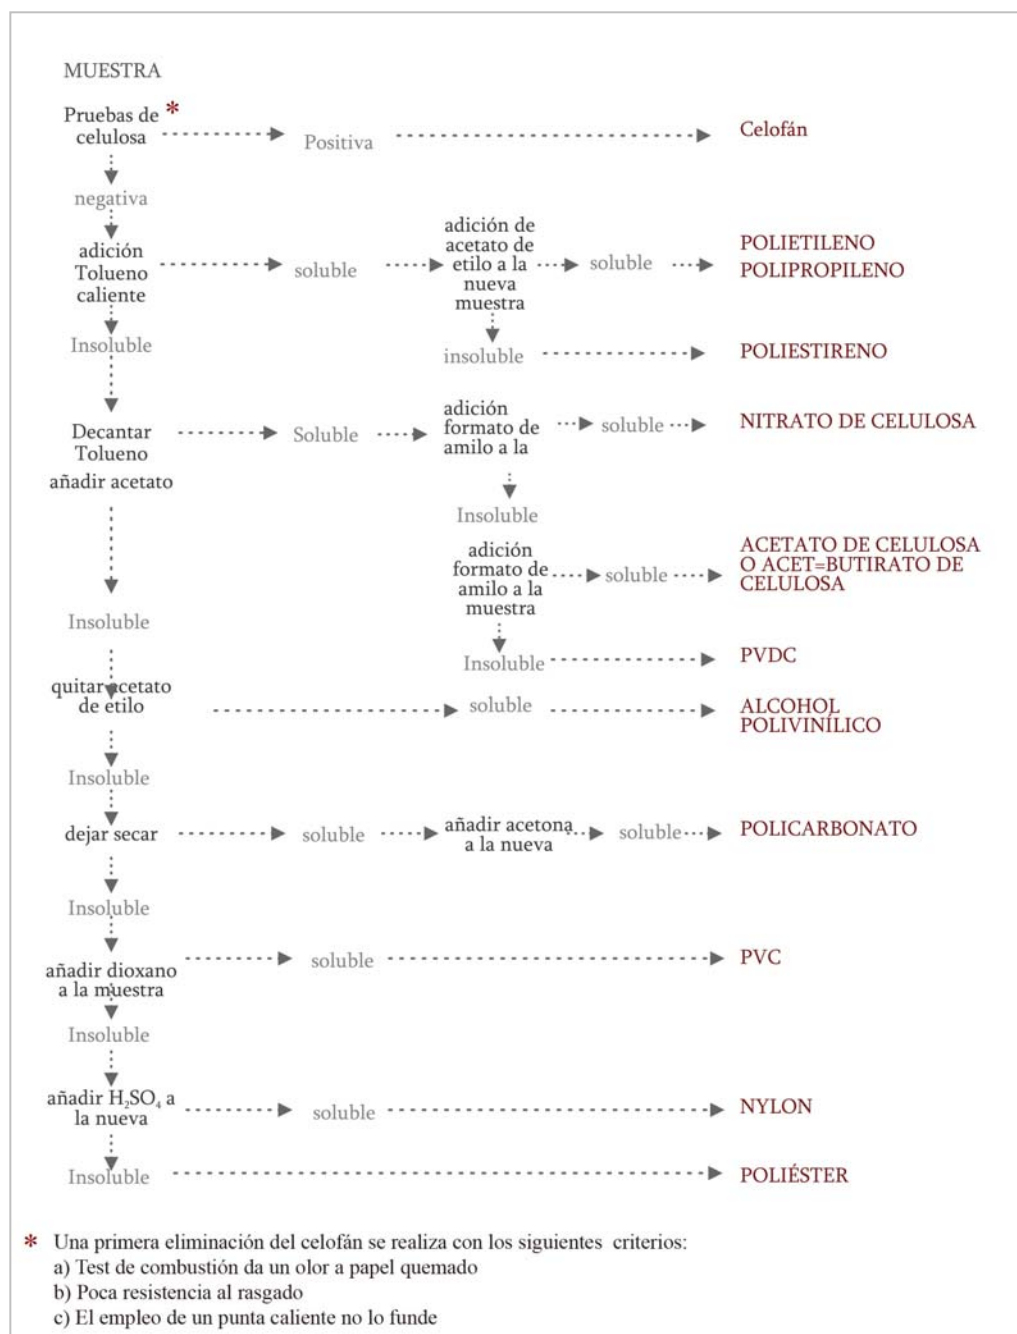 MUESTRA
Pruebas de *
celulosa
Positiva
Celofán
negativa
adición
Tolueno
caliente
soluble
adición de
acetato de
etilo a la
nueva
muestra
soluble
POLIETILENO
POLIPROPILENO
Insoluble
insoluble
POLIESTIRENO
Decantar
Tolueno
añadir acetato
Soluble
adición
formato de
amilo a la
soluble
NITRATO DE CELULOSA
Insoluble
adición
formato de
amilo a la
muestra
soluble
ACETATO DE CELULOSA
O ACET=BUTIRATO DE
CELULOSA
Insoluble
Insoluble
PVDC
quitar acetato
de etilo
soluble
ALCOHOL
POLIVINÍLICO
Insoluble
dejar secar
soluble
añadir acetona
a la nueva
soluble
POLICARBONATO
Insoluble
añadir dioxano
a la muestra
soluble
PVC
Insoluble
añadir H₂SO₄ a
la nueva
soluble
NYLON
Insoluble
POLIÉSTER
* Una primera eliminación del celofán se realiza con los siguientes criterios:
a) Test de combustión da un olor a papel quemado
b) Poca resistencia al rasgado
c) El empleo de un punta caliente no lo funde